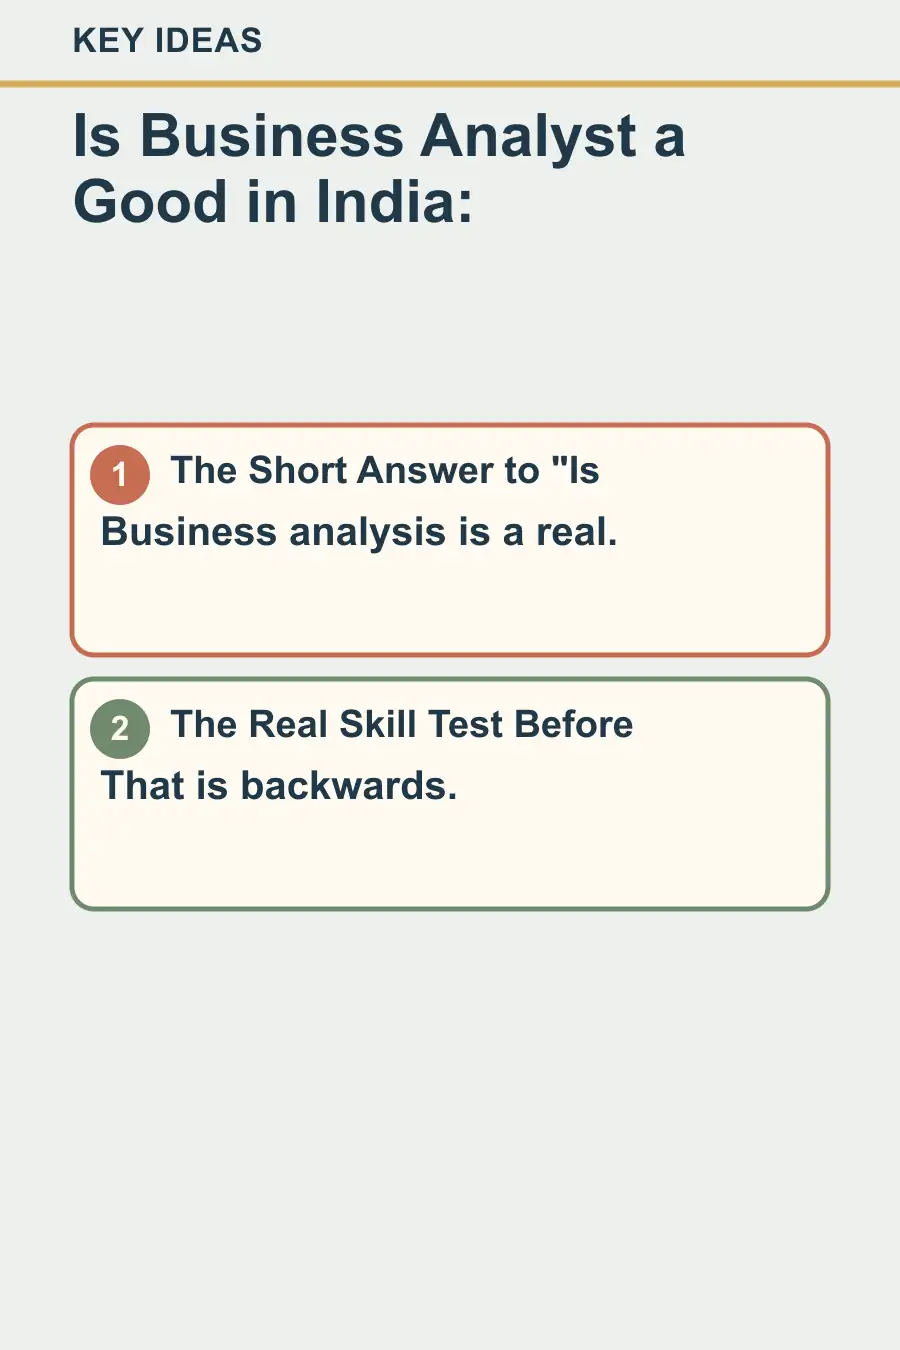 KEY IDEAS
Is Business Analyst a
Good in India:
1 The Short Answer to "Is
Business analysis is a real.
2 The Real Skill Test Before
That is backwards.